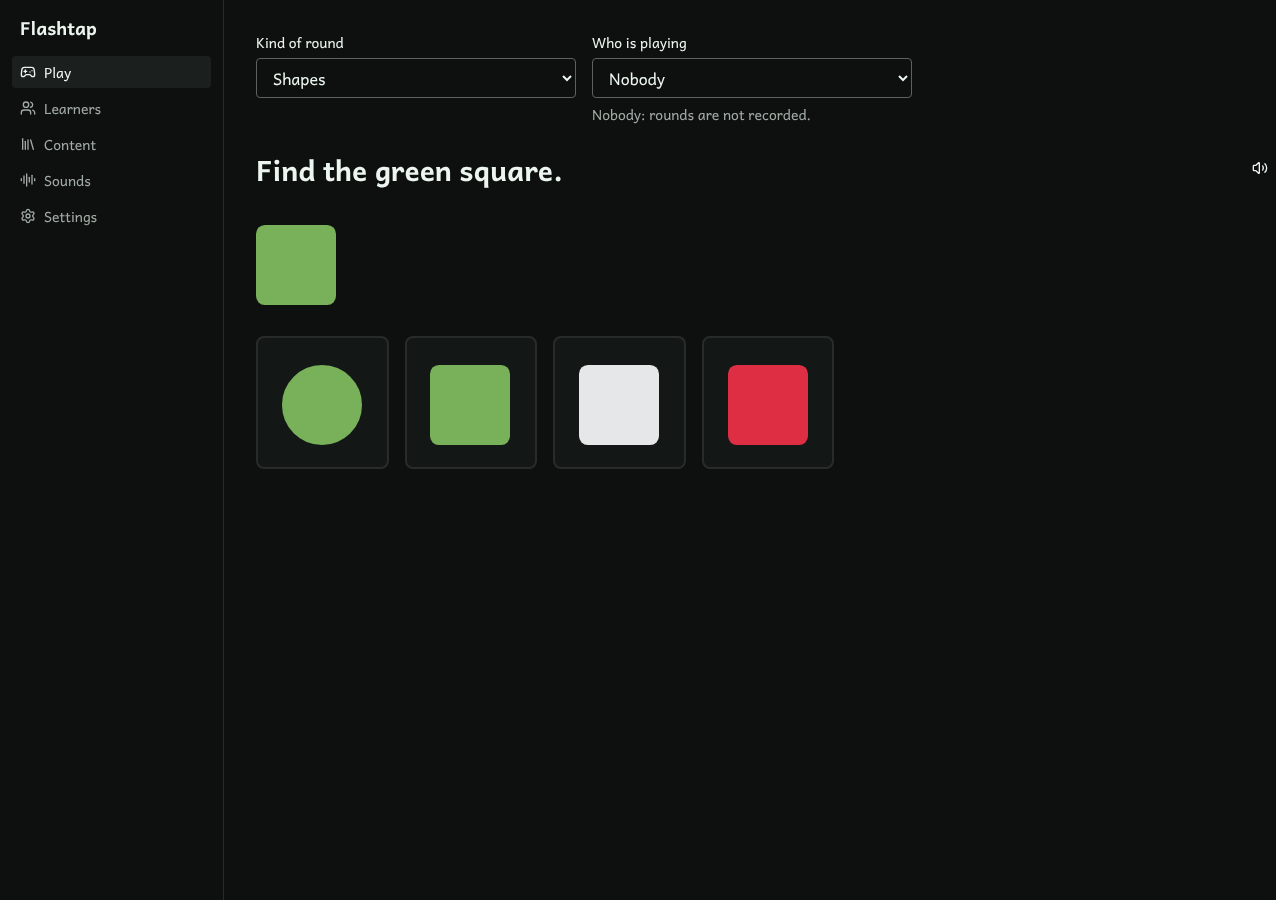 Flashtap
Play
Learners
Content
Sounds
Settings
Kind of round
Shapes
Who is playing
Nobody
Nobody: rounds are not recorded.
Find the green square.